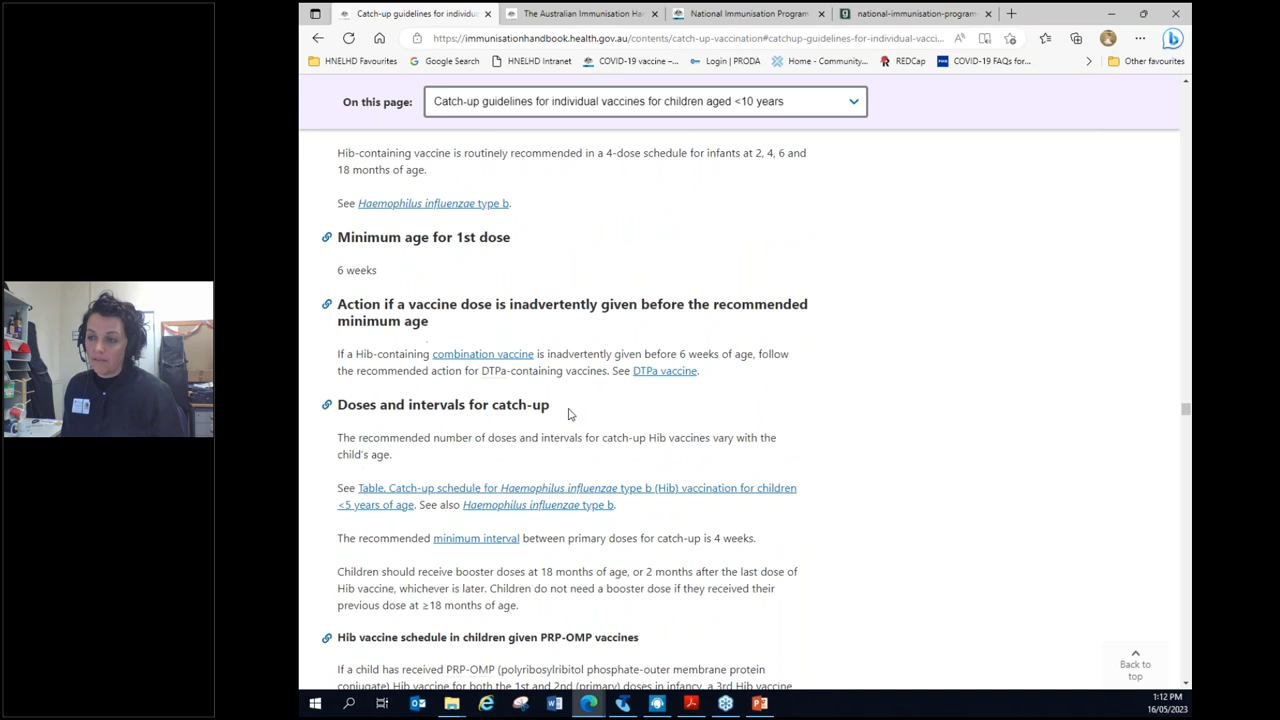 Catch-up guidelines for individu
The Australian Immunisation Ha
National Immunisation Program
national-immunisation-program
https://immunisationhandbook.health.gov.au/contents/catch-up-vaccination#catchup-guidelines-for-individual-vacci...
HNELHD Favourites
Google Search
HNELHD Intranet
COVID-19 vaccine –...
Login | PRODA
Home - Community...
REDCap
COVID-19 FAQs for...
Other favourites
On this page:
Catch-up guidelines for individual vaccines for children aged <10 years
Hib-containing vaccine is routinely recommended in a 4-dose schedule for infants at 2, 4, 6 and
18 months of age.
See Haemophilus influenzae type b.
Minimum age for 1st dose
6 weeks
Action if a vaccine dose is inadvertently given before the recommended
minimum age
If a Hib-containing combination vaccine is inadvertently given before 6 weeks of age, follow
the recommended action for DTPa-containing vaccines. See DTPa vaccine.
Doses and intervals for catch-up
The recommended number of doses and intervals for catch-up Hib vaccines vary with the
child's age.
See Table. Catch-up schedule for Haemophilus influenzae type b (Hib) vaccination for children
<5 years of age. See also Haemophilus influenzae type b.
The recommended minimum interval between primary doses for catch-up is 4 weeks.
Children should receive booster doses at 18 months of age, or 2 months after the last dose of
Hib vaccine, whichever is later. Children do not need a booster dose if they received their
previous dose at ≥18 months of age.
Hib vaccine schedule in children given PRP-OMP vaccines
If a child has received PRP-OMP (polyribosylribitol phosphate-outer membrane protein
conjugate) Hib vaccine for both the 1st and 2nd (primary) doses in infancy, a 3rd Hib vaccine
Back to
top
1:12 PM
16/05/2023